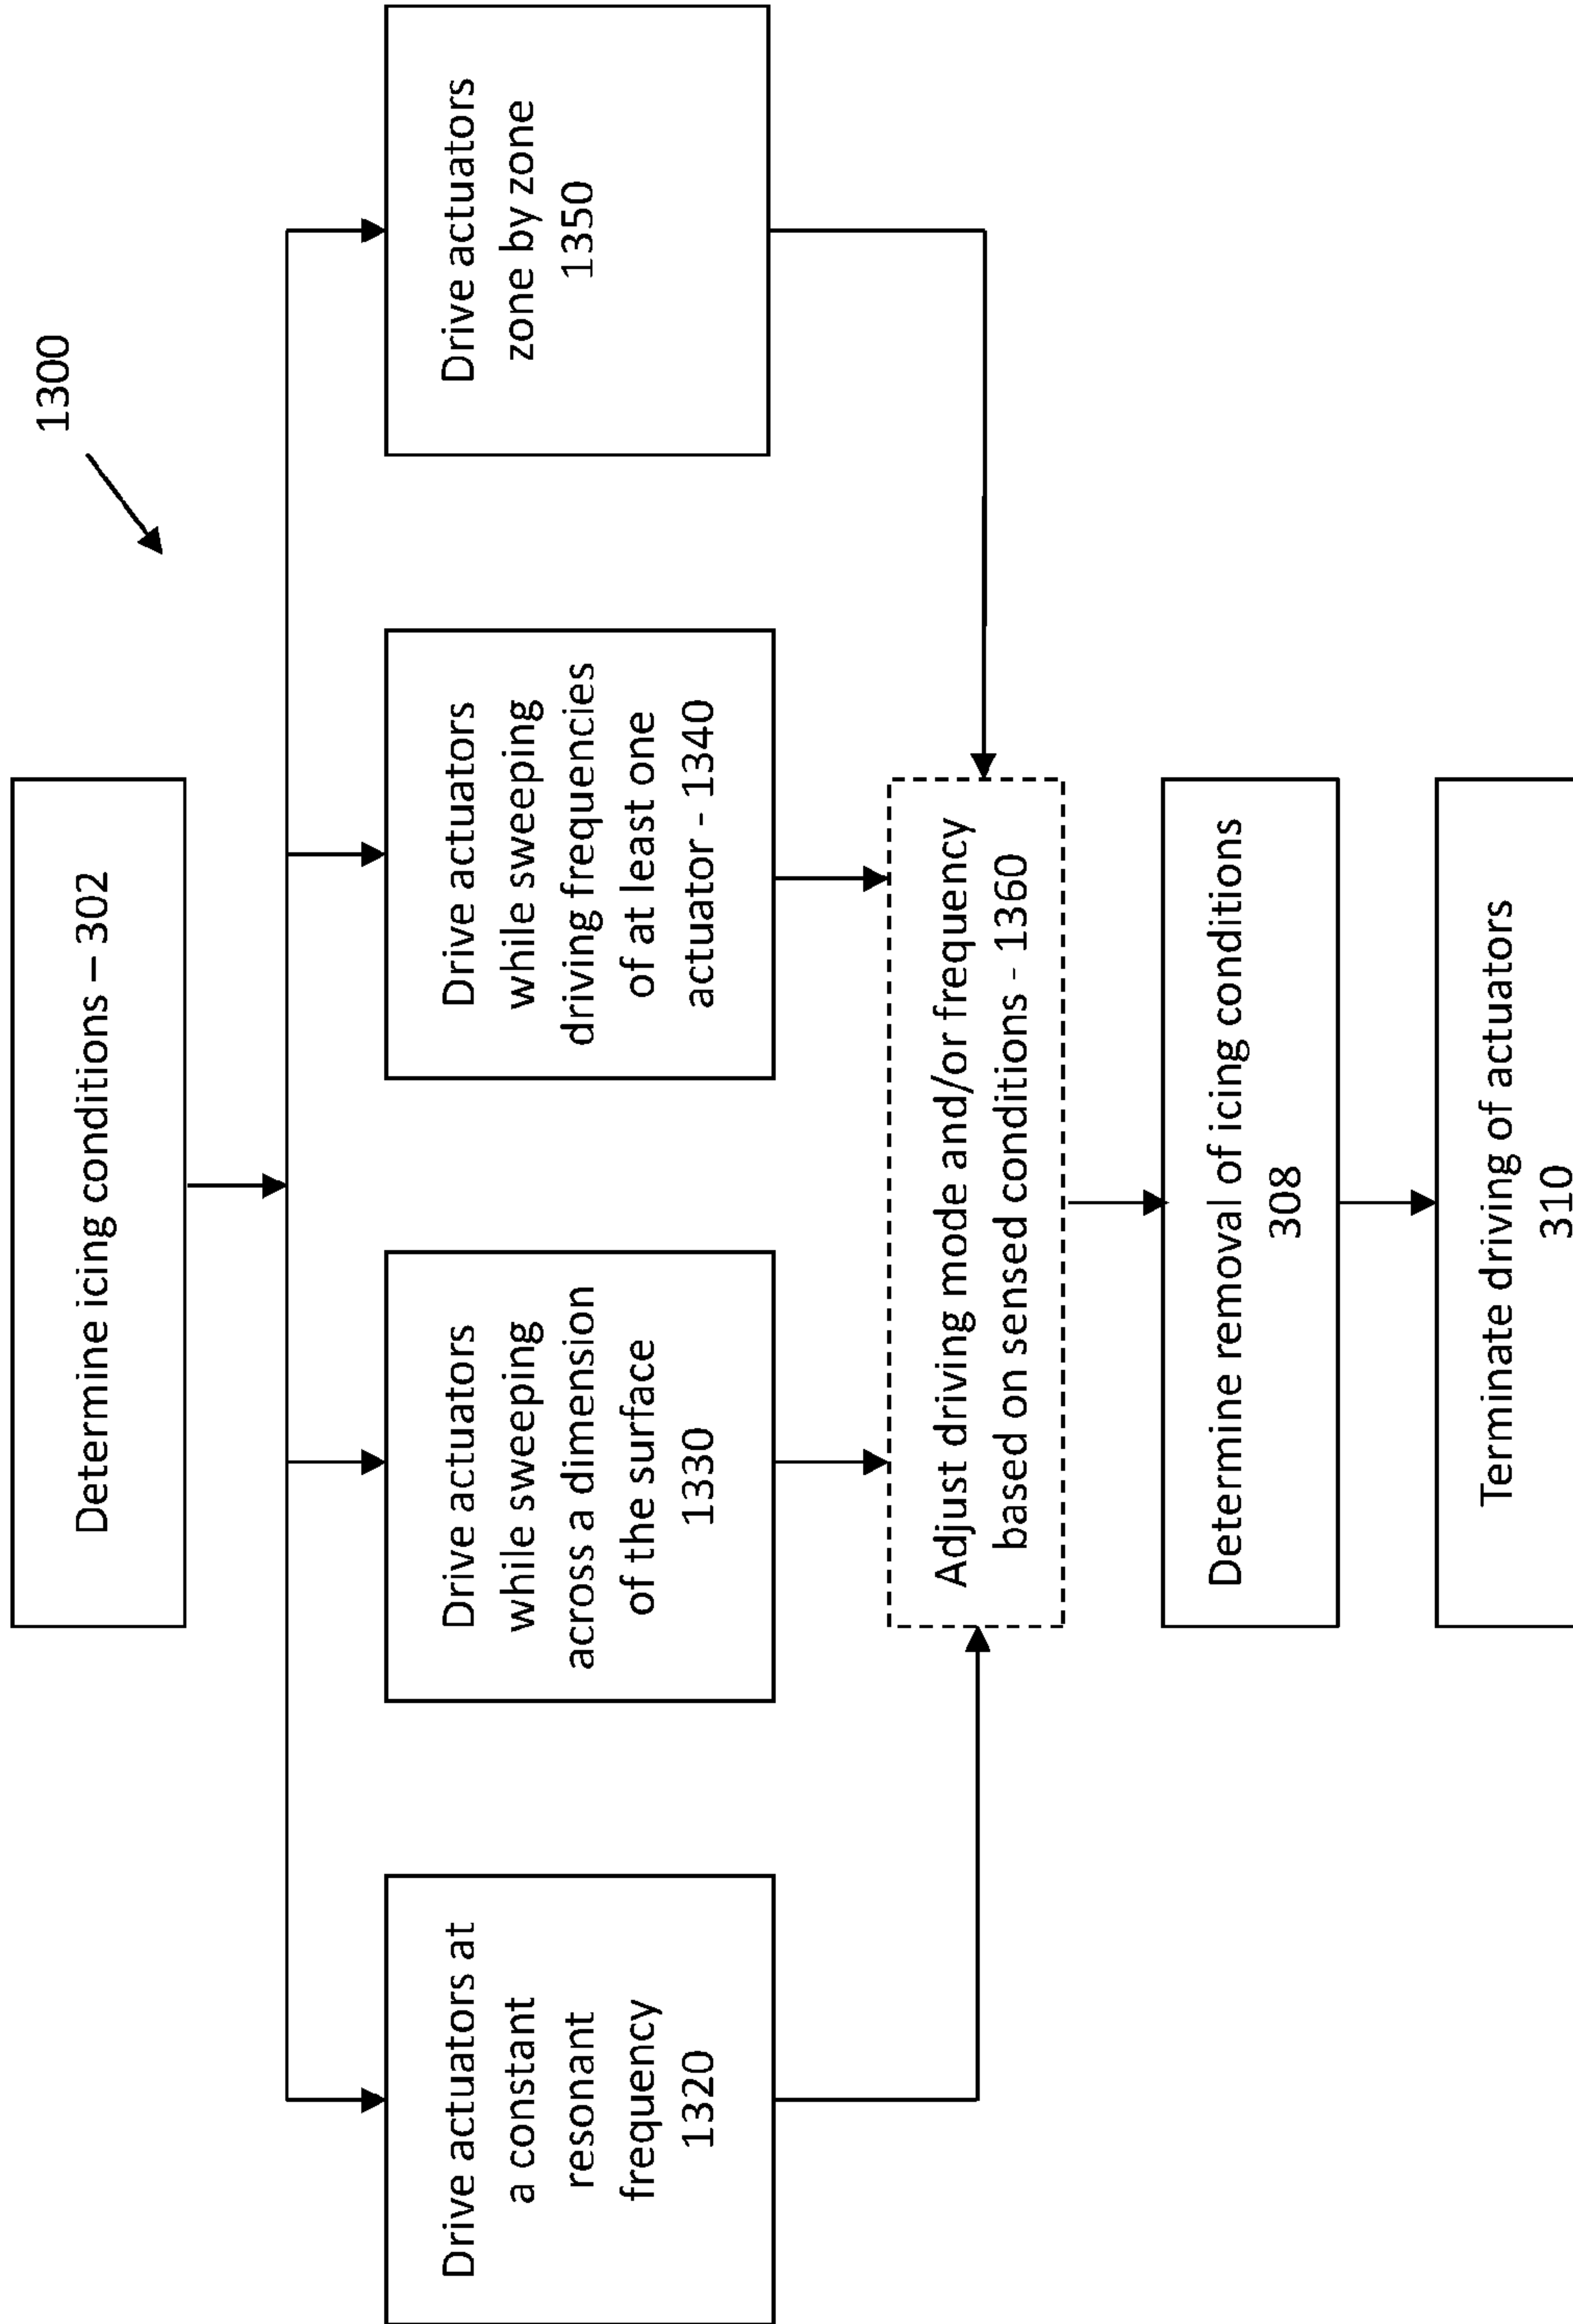 1300
Determine icing conditions – 302
Drive actuators at
a constant
resonant
frequency
1320
Drive actuators
while sweeping
across a dimension
of the surface
1330
Drive actuators
while sweeping
driving frequencies
of at least one
actuator - 1340
Drive actuators
zone by zone
1350
Adjust driving mode and/or frequency
based on sensed conditions - 1360
Determine removal of icing conditions
308
Terminate driving of actuators
310